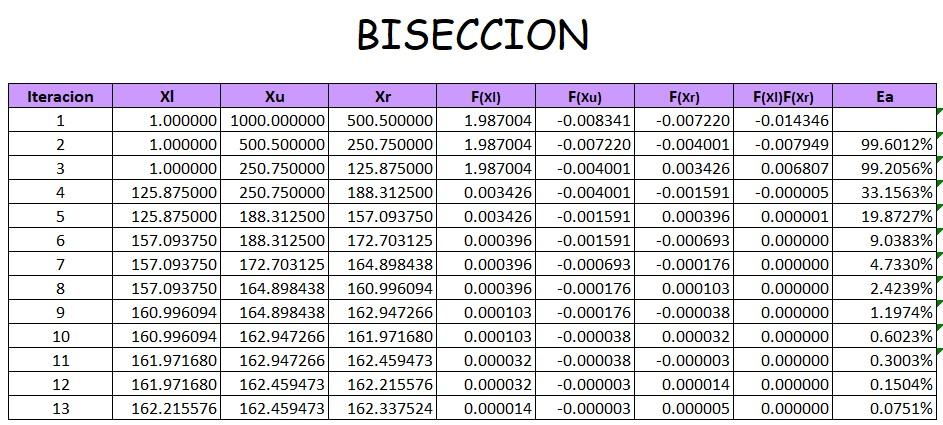 BISECCION
Iteracion Xl Xu Xr F(Xl) F(Xu) F(Xr) F(Xl)F(Xr) Ea
1 1.000000 1000.000000 500.500000 1.987004 -0.008341 -0.007220 -0.014346
2 1.000000 500.500000 250.750000 1.987004 -0.007220 -0.004001 -0.007949 99.6012%
3 1.000000 250.750000 125.875000 1.987004 -0.004001 0.003426 0.006807 99.2056%
4 125.875000 250.750000 188.312500 0.003426 -0.004001 -0.001591 -0.000005 33.1563%
5 125.875000 188.312500 157.093750 0.003426 -0.001591 0.000396 0.000001 19.8727%
6 157.093750 188.312500 172.703125 0.000396 -0.001591 -0.000693 0.000000 9.0383%
7 157.093750 172.703125 164.898438 0.000396 -0.000693 -0.000176 0.000000 4.7330%
8 157.093750 164.898438 160.996094 0.000396 -0.000176 0.000103 0.000000 2.4239%
9 160.996094 164.898438 162.947266 0.000103 -0.000176 -0.000038 0.000000 1.1974%
10 160.996094 162.947266 161.971680 0.000103 -0.000038 0.000032 0.000000 0.6023%
11 161.971680 162.947266 162.459473 0.000032 -0.000038 -0.000003 0.000000 0.3003%
12 161.971680 162.459473 162.215576 0.000032 -0.000003 0.000014 0.000000 0.1504%
13 162.215576 162.459473 162.337524 0.000014 -0.000003 0.000005 0.000000 0.0751%